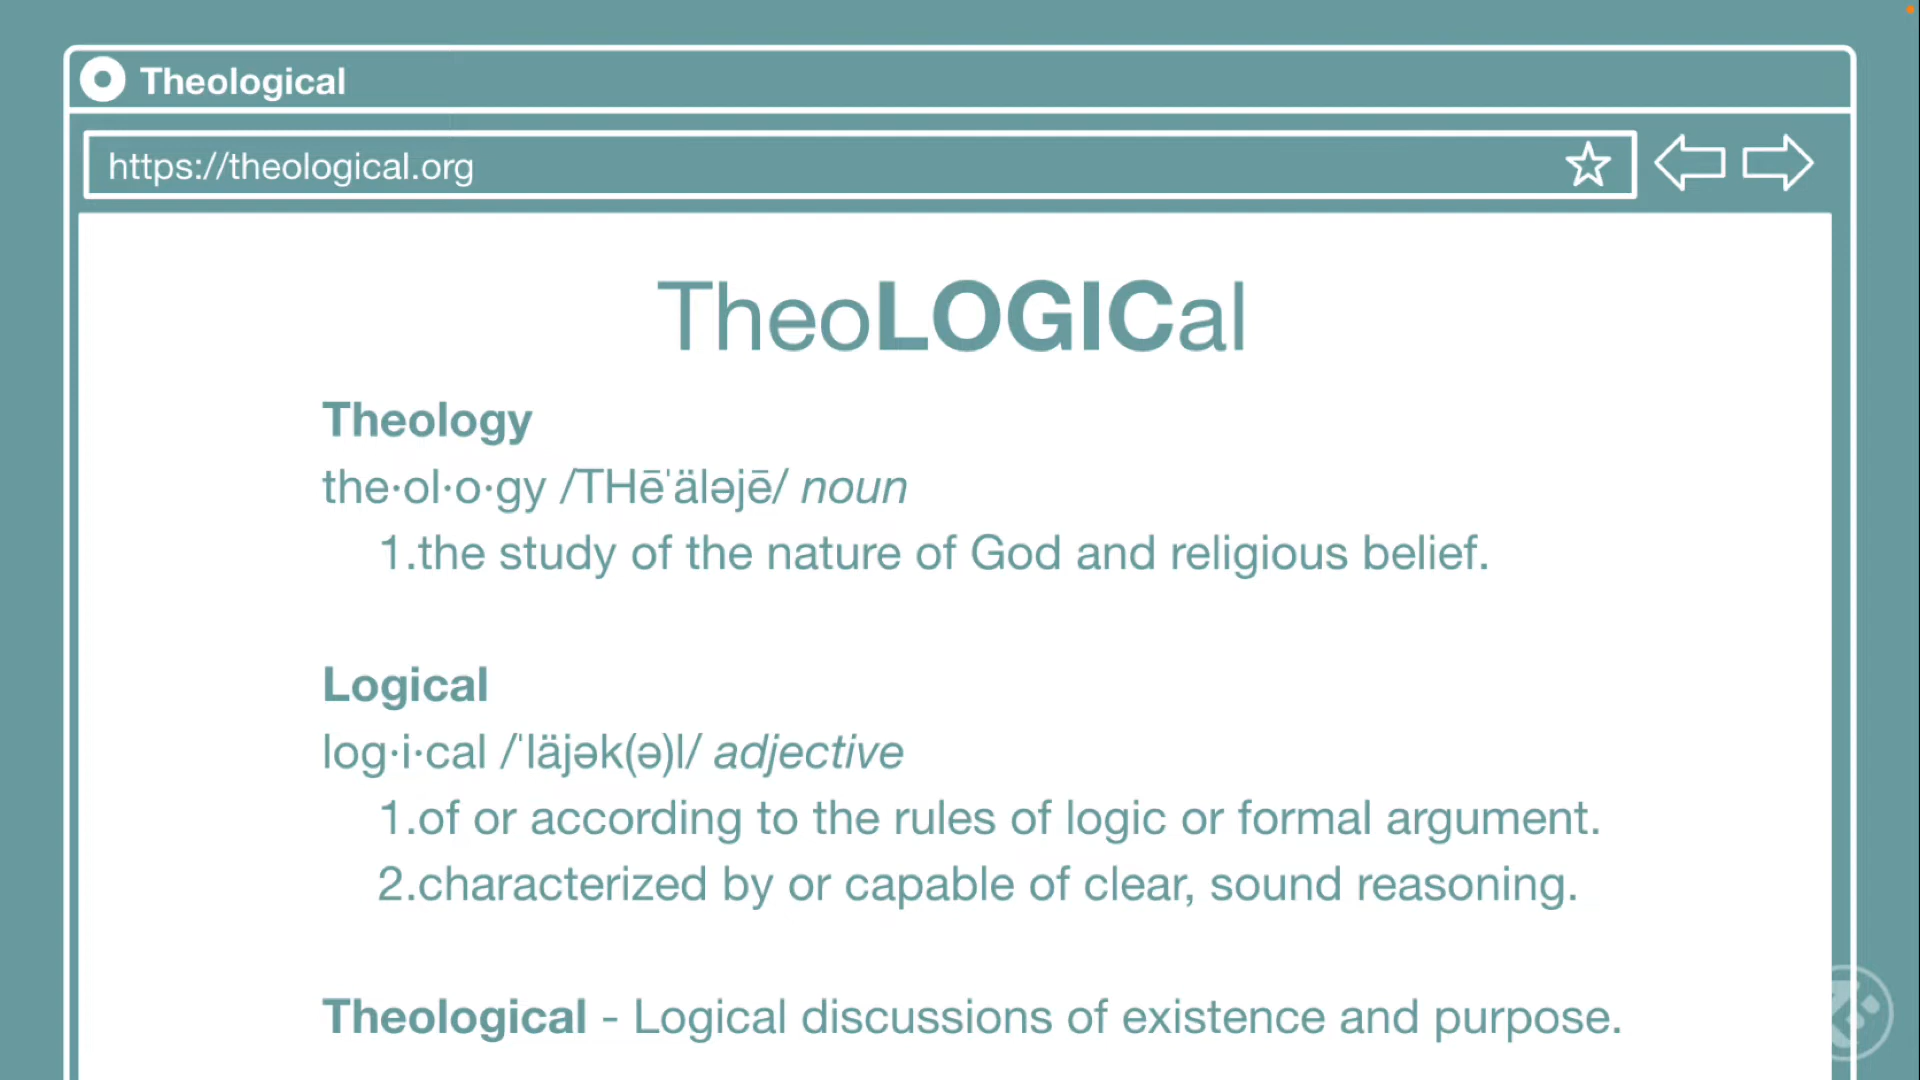 Theological
https://theological.org
TheoLOGICal
Theology
the·ol·o·gy /THēˈäləjē/ noun
1.the study of the nature of God and religious belief.
Logical
log·i·cal /ˈläjək(ə)l/ adjective
1.of or according to the rules of logic or formal argument.
2.characterized by or capable of clear, sound reasoning.
Theological - Logical discussions of existence and purpose.